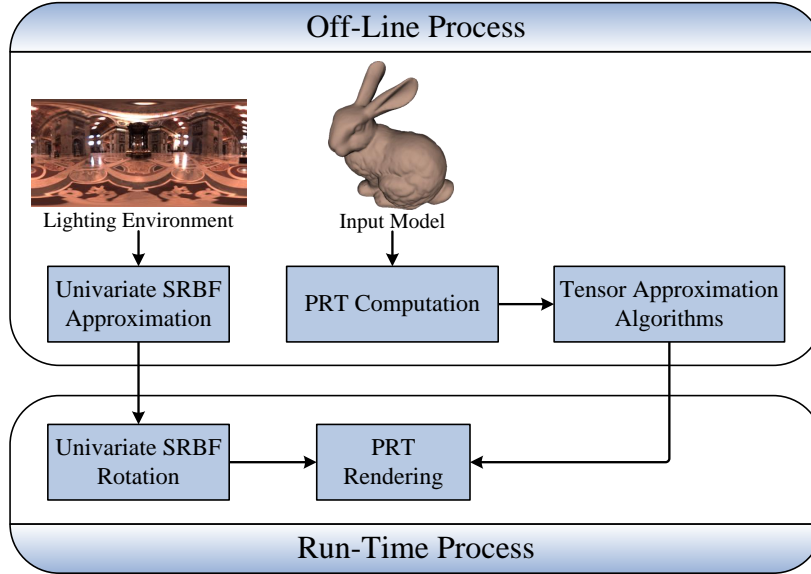 Off-Line Process
Lighting Environment
Input Model
Univariate SRBF
Approximation
PRT Computation
Tensor Approximation
Algorithms
Univariate SRBF
Rotation
PRT
Rendering
Run-Time Process